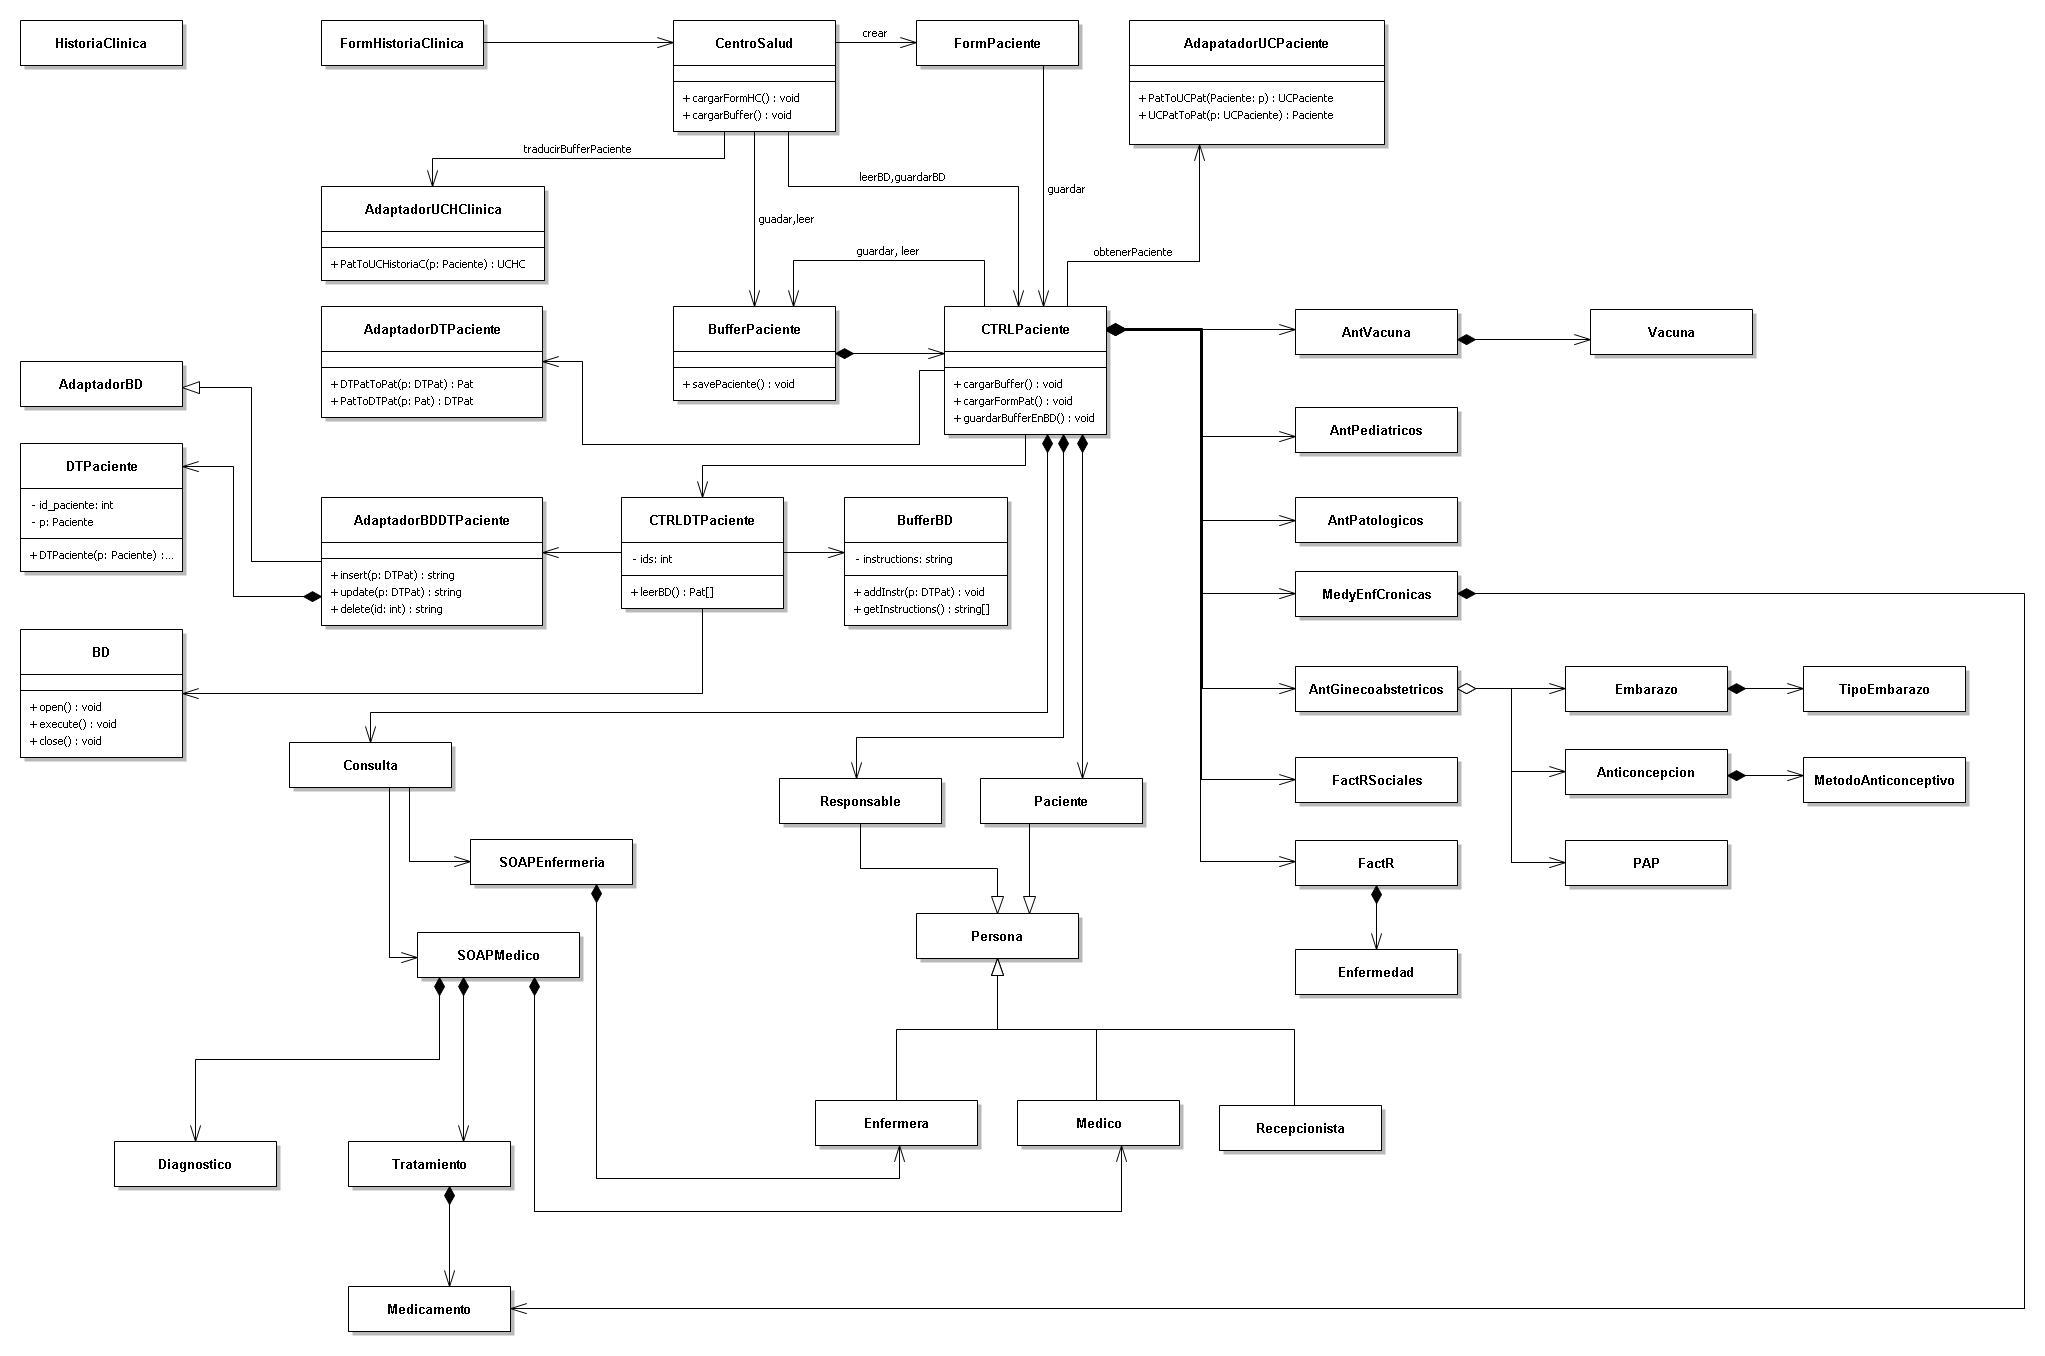 HistoriaClinica
FormHistoriaClinica
CentroSalud
+ cargarFormHC() : void
+ cargarBuffer() : void
crear
FormPaciente
AdapatadorUCPaciente
+ PatToUCPat(Paciente: p) : UCPaciente
+ UCPatToPat(p: UCPaciente) : Paciente
traducirBufferPaciente
leerBD,guardarBD
guardar
guadar,leer
guardar, leer
obtenerPaciente
AdaptadorUCHClinica
+ PatToUCHistoriaC(p: Paciente) : UCHC
AdaptadorDTPaciente
+ DTPatToPat(p: DTPat) : Pat
+ PatToDTPat(p: Pat) : DTPat
BufferPaciente
+ savePaciente() : void
CTRLPaciente
+ cargarBuffer() : void
+ cargarFormPat() : void
+ guardarBufferEnBD() : void
AntVacuna
Vacuna
AdaptadorBD
AntPediatricos
DTPaciente
- id_paciente: int
- p: Paciente
+ DTPaciente(p: Paciente) :...
AdaptadorBDDTPaciente
+ insert(p: DTPat) : string
+ update(p: DTPat) : string
+ delete(id: int) : string
CTRLDTPaciente
- ids: int
+ leerBD() : Pat[]
BufferBD
- instructions: string
+ addInstr(p: DTPat) : void
+ getInstructions() : string[]
AntPatologicos
MedyEnfCronicas
BD
+ open() : void
+ execute() : void
+ close() : void
AntGinecoabstetricos
Embarazo
TipoEmbarazo
Consulta
Responsable
Paciente
FactRSociales
Anticoncepcion
MetodoAnticonceptivo
SOAPEnfermeria
FactR
PAP
SOAPMedico
Persona
Enfermedad
Enfermera
Medico
Recepcionista
Diagnostico
Tratamiento
Medicamento